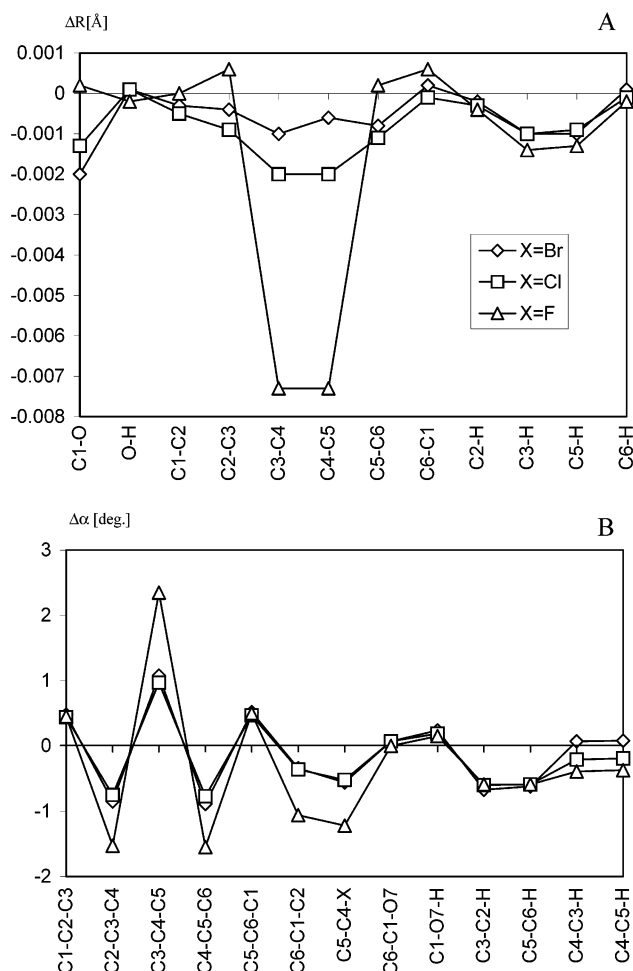 ΔR[Å]
A
0.001
0
-0.001
-0.002
-0.003
-0.004
-0.005
-0.006
-0.007
-0.008
X=Br
X=Cl
X=F
C1-O
O-H
C1-C2
C2-C3
C3-C4
C4-C5
C5-C6
C6-C1
C2-H
C3-H
C5-H
C6-H
Δα [deg.]
B
3
2
1
0
-1
-2
C1-C2-C3
C2-C3-C4
C3-C4-C5
C4-C5-C6
C5-C6-C1
C6-C1-C2
C5-C4-X
C6-C1-O7
C1-O7-H
C3-C2-H
C5-C6-H
C4-C3-H
C4-C5-H